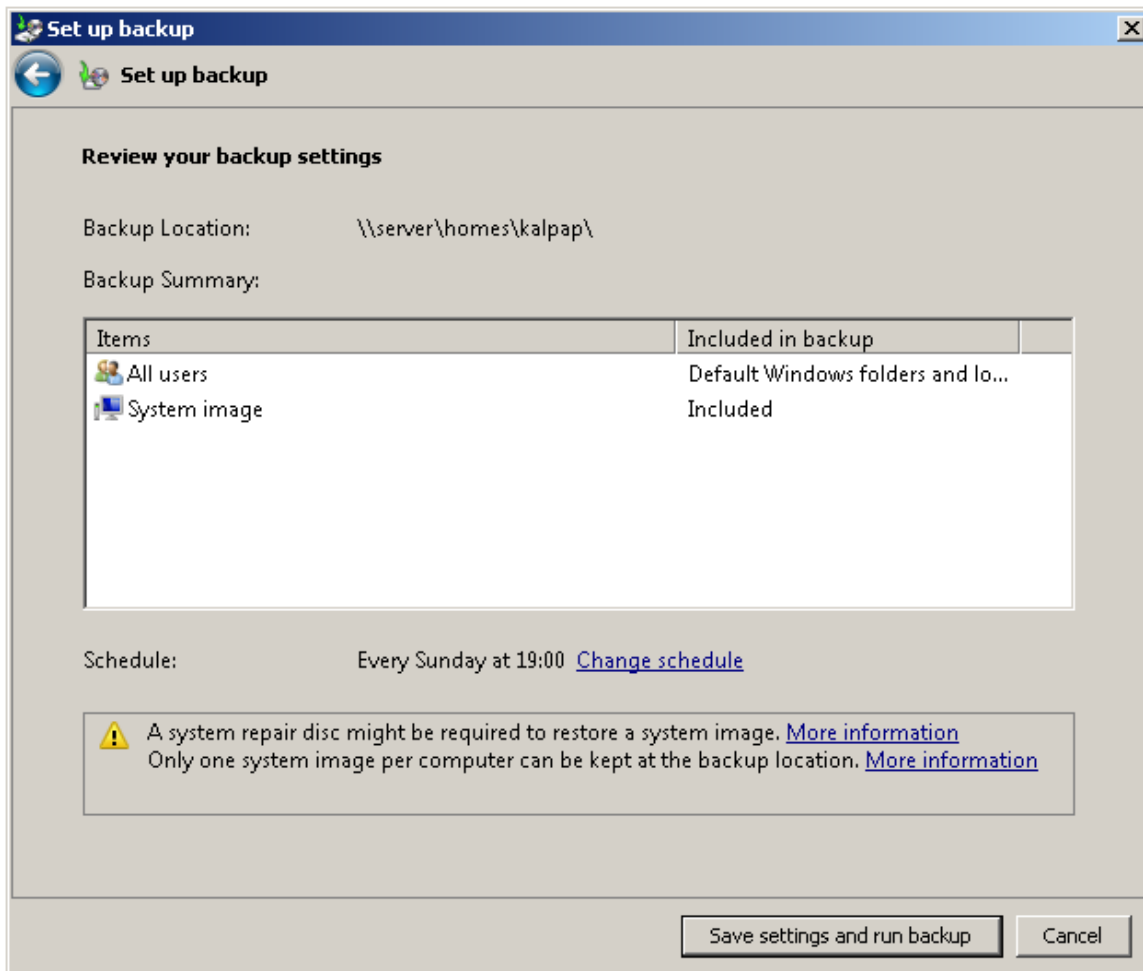 Set up backup
Set up backup
Review your backup settings
Backup Location: \\server\homes\kalpap\
Backup Summary:
Items Included in backup
All users Default Windows folders and lo...
System image Included
Schedule: Every Sunday at 19:00 Change schedule
A system repair disc might be required to restore a system image. More information
Only one system image per computer can be kept at the backup location. More information
Save settings and run backup Cancel